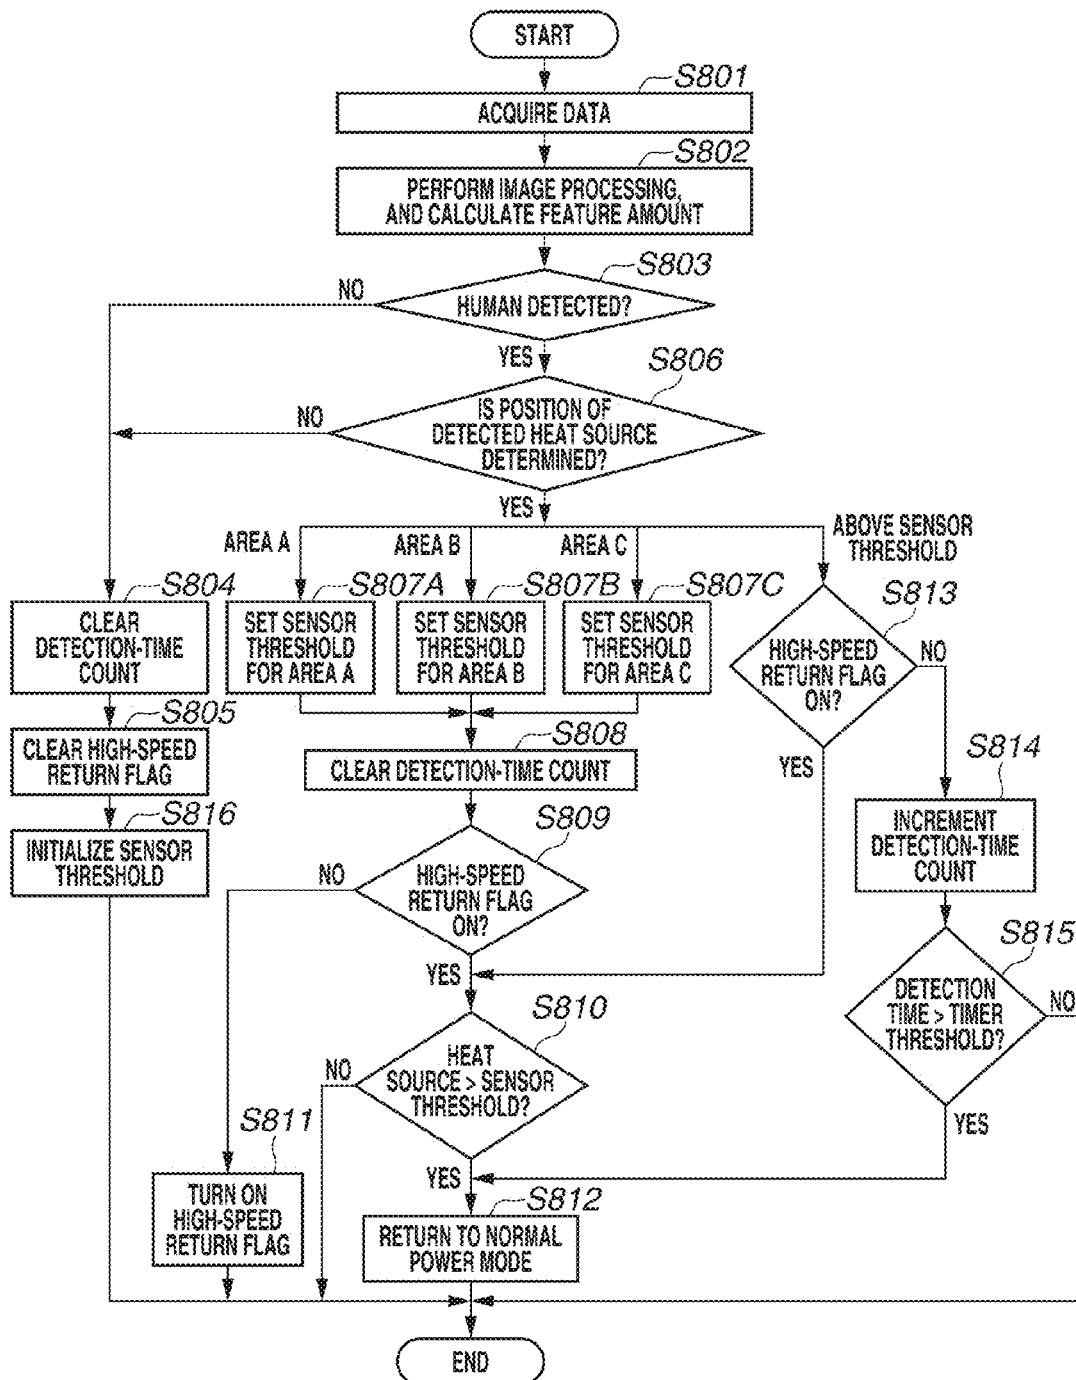 START
S801
ACQUIRE DATA
S802
PERFORM IMAGE PROCESSING,
AND CALCULATE FEATURE AMOUNT
S803
NO
HUMAN DETECTED?
YES
S806
NO
IS POSITION OF
DETECTED HEAT SOURCE
DETERMINED?
YES
AREA A
AREA B
AREA C
ABOVE SENSOR
THRESHOLD
S804
CLEAR
DETECTION-TIME
COUNT
S807A
SET SENSOR
THRESHOLD
FOR AREA A
S807B
SET SENSOR
THRESHOLD
FOR AREA B
S807C
SET SENSOR
THRESHOLD
FOR AREA C
S813
HIGH-SPEED
RETURN FLAG
ON?
NO
YES
S805
CLEAR HIGH-SPEED
RETURN FLAG
S808
CLEAR DETECTION-TIME COUNT
S814
INCREMENT
DETECTION-TIME
COUNT
S816
INITIALIZE SENSOR
THRESHOLD
S809
NO
HIGH-SPEED
RETURN FLAG
ON?
YES
S815
DETECTION
TIME > TIMER
THRESHOLD?
NO
YES
S810
NO
HEAT
SOURCE > SENSOR
THRESHOLD?
YES
S811
TURN ON
HIGH-SPEED
RETURN FLAG
S812
RETURN TO NORMAL
POWER MODE
END